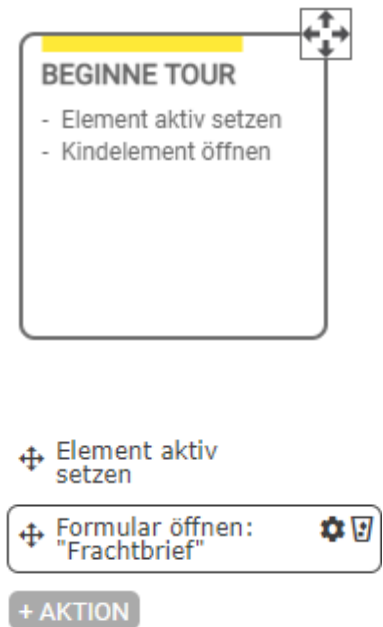 BEGINNE TOUR
- Element aktiv setzen
- Kindelement öffnen
Element aktiv
setzen
Formular öffnen:
"Frachtbrief"
+ AKTION